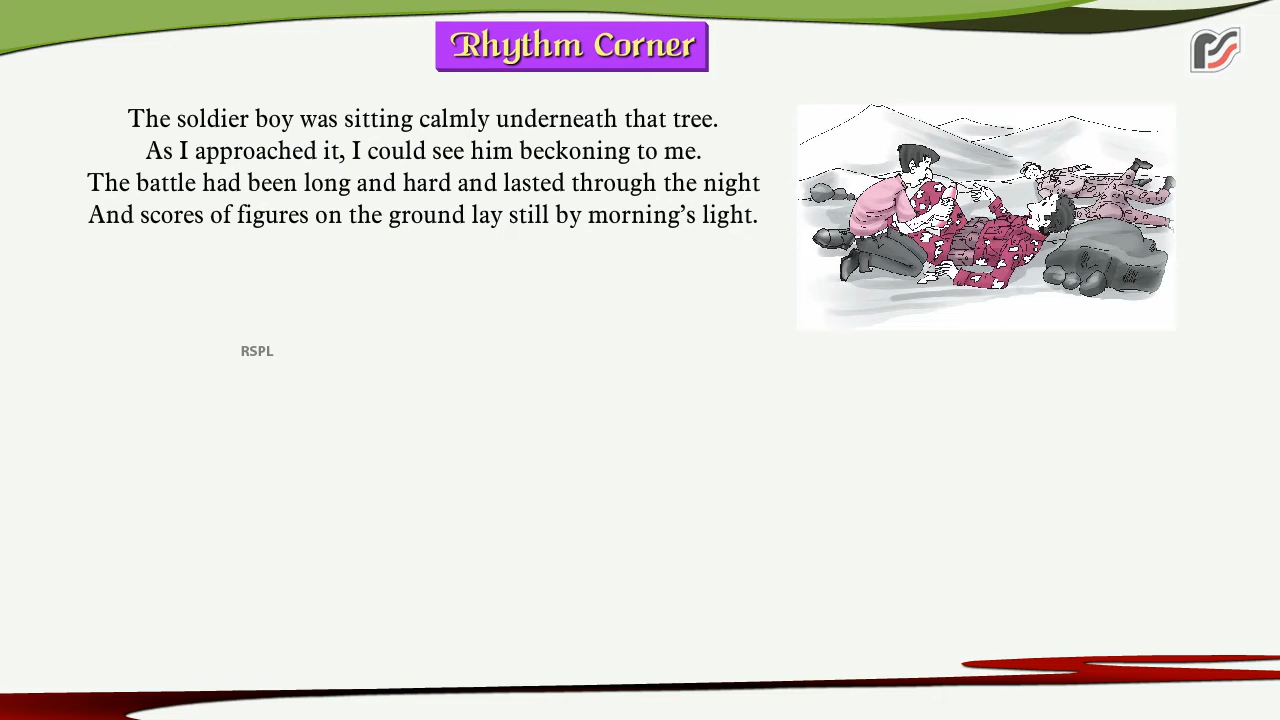 Rhythm Corner
The soldier boy was sitting calmly underneath that tree.
As I approached it, I could see him beckoning to me.
The battle had been long and hard and lasted through the night
And scores of figures on the ground lay still by morning’s light.
RSPL